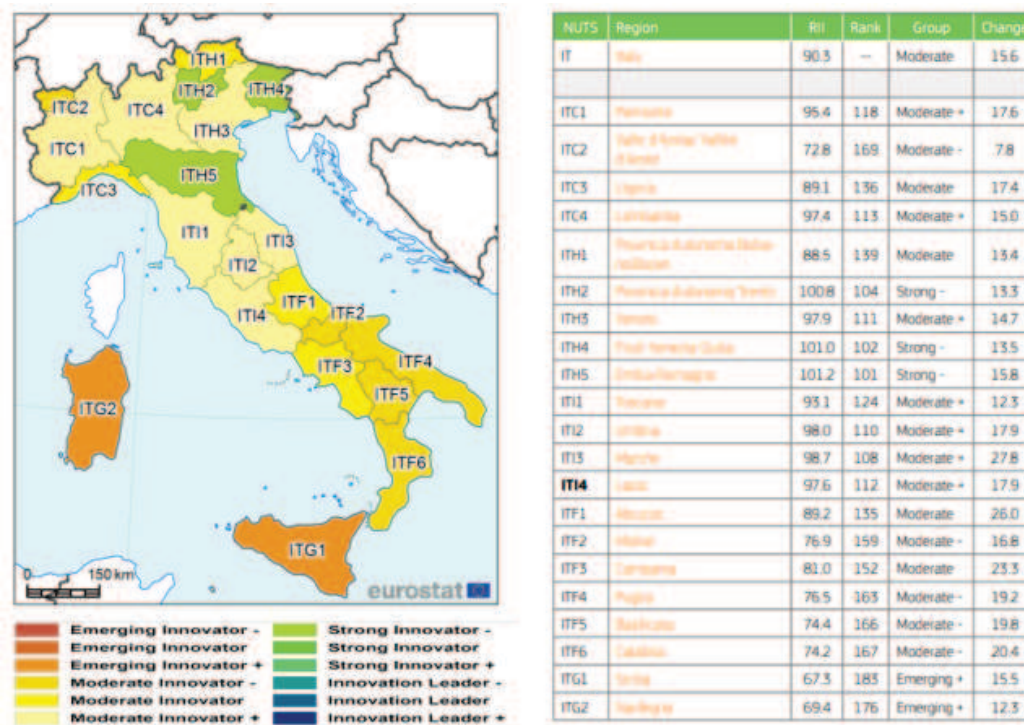 ITH1
ITH2
ITH4
ITC2
ITC4
ITH3
ITC1
ITH5
ITC3
ITI1
ITI3
ITI2
ITF1
ITI4
ITF2
ITF3
ITF4
ITF5
ITG2
ITF6
ITG1
0 150 km
eurostat
Emerging Innovator -
Emerging Innovator
Emerging Innovator +
Moderate Innovator -
Moderate Innovator
Moderate Innovator +
Strong Innovator -
Strong Innovator
Strong Innovator +
Innovation Leader -
Innovation Leader
Innovation Leader +
NUTS Region RII Rank Group Change
IT 90.3 -- Moderate 15.6
ITC1 95.4 118 Moderate + 17.6
ITC2 72.8 169 Moderate - 7.8
ITC3 89.1 136 Moderate 17.4
ITC4 97.4 113 Moderate + 15.0
ITH1 88.5 139 Moderate 13.4
ITH2 100.8 104 Strong - 13.3
ITH3 97.9 111 Moderate + 14.7
ITH4 101.0 102 Strong - 13.5
ITH5 101.2 101 Strong - 15.8
ITI1 93.1 124 Moderate + 12.3
ITI2 98.0 110 Moderate + 17.9
ITI3 98.7 108 Moderate + 27.8
ITI4 97.6 112 Moderate + 17.9
ITF1 89.2 135 Moderate 26.0
ITF2 76.9 159 Moderate - 16.8
ITF3 81.0 152 Moderate 23.3
ITF4 76.5 163 Moderate - 19.2
ITF5 74.4 166 Moderate - 19.8
ITF6 74.2 167 Moderate - 20.4
ITG1 67.3 183 Emerging + 15.5
ITG2 69.4 176 Emerging + 12.3